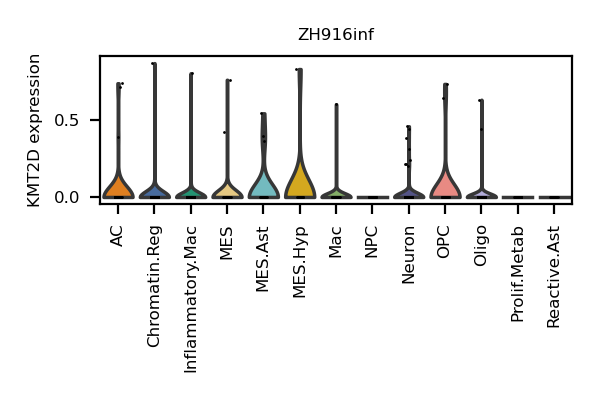 ZH916inf
KMT2D expression
0.5
0.0
AC
Chromatin.Reg
Inflammatory.Mac
MES
MES.Ast
MES.Hyp
Mac
NPC
Neuron
OPC
Oligo
Prolif.Metab
Reactive.Ast